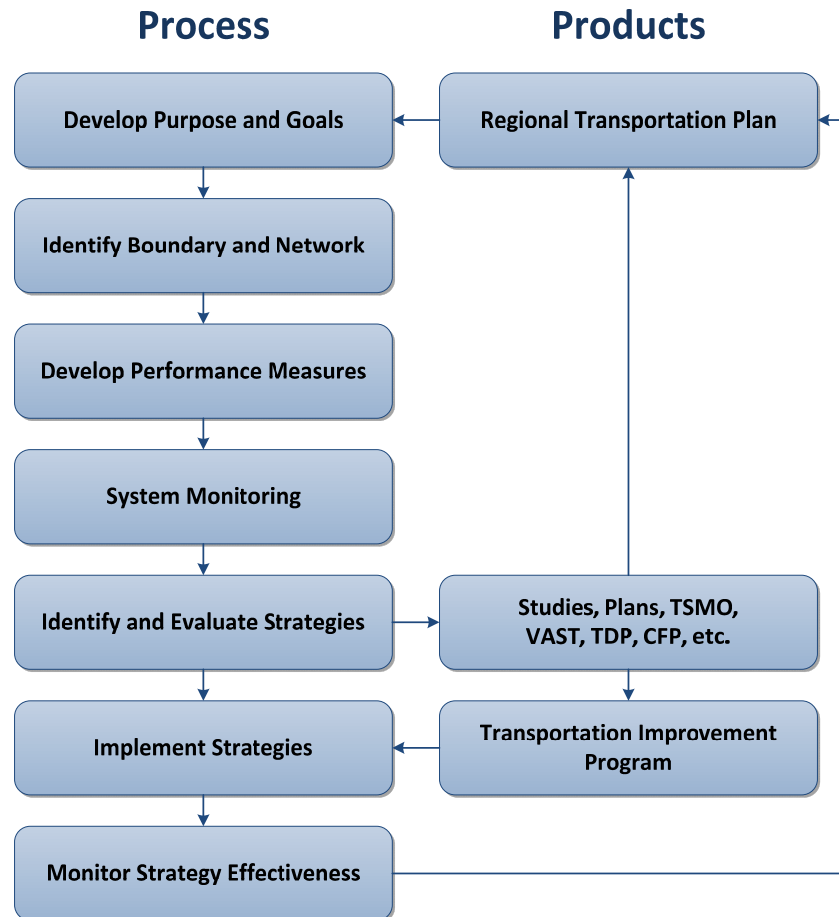 Process
Products
Develop Purpose and Goals
Regional Transportation Plan
Identify Boundary and Network
Develop Performance Measures
System Monitoring
Identify and Evaluate Strategies
Studies, Plans, TSMO,
VAST, TDP, CFP, etc.
Implement Strategies
Transportation Improvement
Program
Monitor Strategy Effectiveness